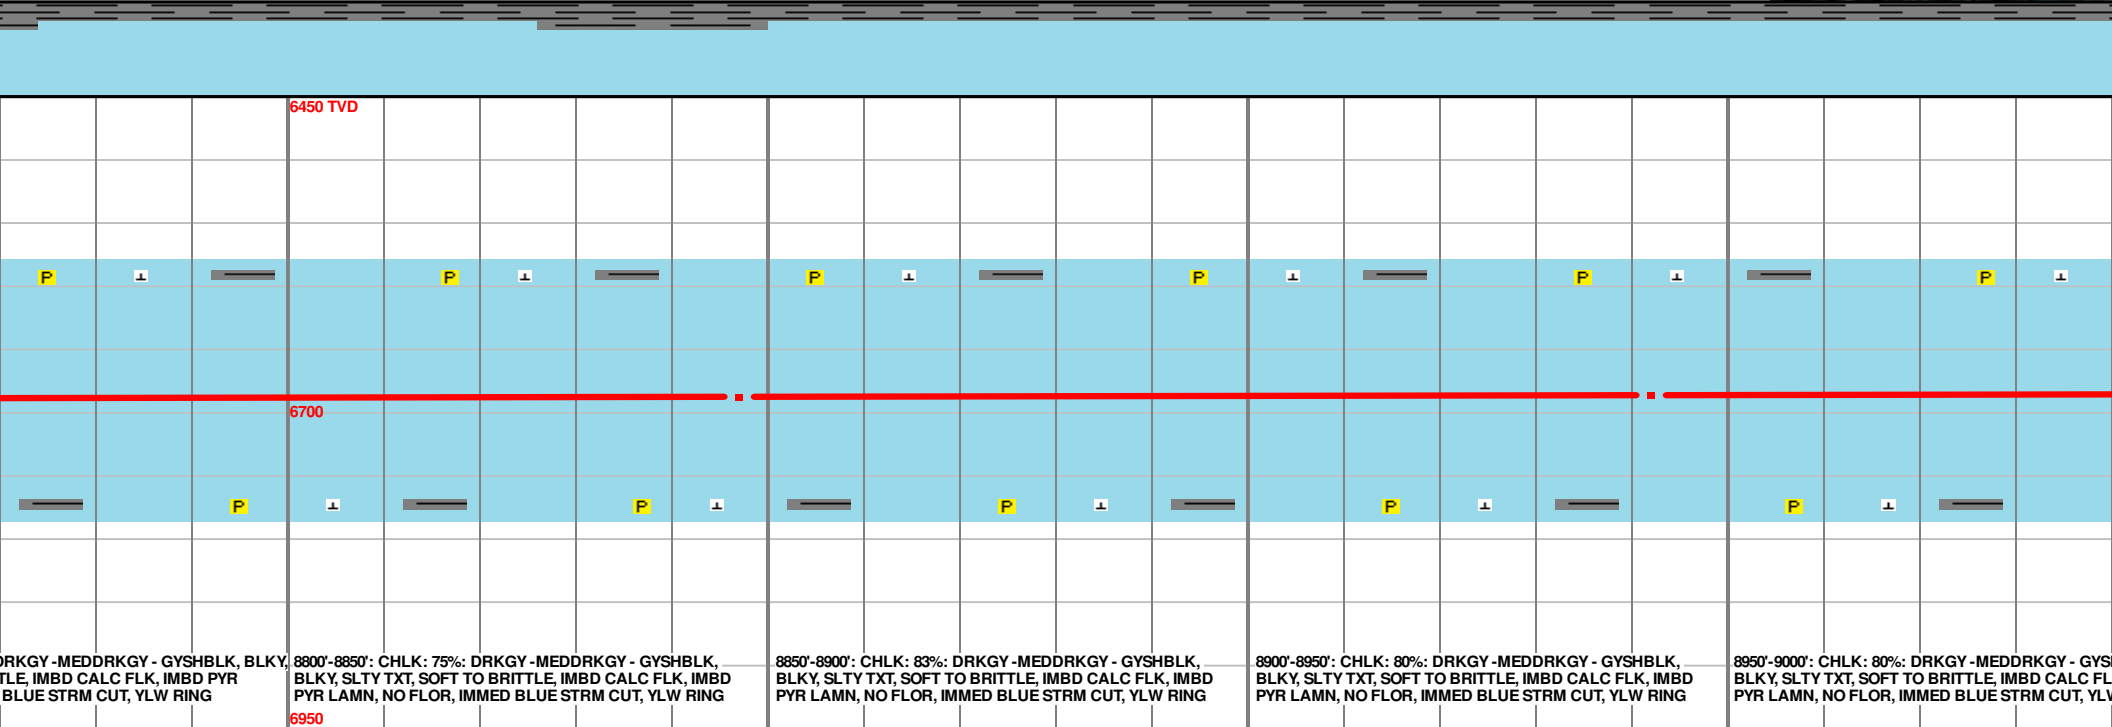 6450 TVD
P
P
P
P
P
P
6700
P
P
P
P
P
DRKGY -MEDDRKGY - GYSHBLK, BLKY,
TLE, IMBD CALC FLK, IMBD PYR
BLUE STRM CUT, YLW RING
8800'-8850': CHLK: 75%: DRKGY -MEDDRKGY - GYSHBLK,
BLKY, SLTY TXT, SOFT TO BRITTLE, IMBD CALC FLK, IMBD
PYR LAMN, NO FLOR, IMMED BLUE STRM CUT, YLW RING
8850'-8900': CHLK: 83%: DRKGY -MEDDRKGY - GYSHBLK,
BLKY, SLTY TXT, SOFT TO BRITTLE, IMBD CALC FLK, IMBD
PYR LAMN, NO FLOR, IMMED BLUE STRM CUT, YLW RING
8900'-8950': CHLK: 80%: DRKGY -MEDDRKGY - GYSHBLK,
BLKY, SLTY TXT, SOFT TO BRITTLE, IMBD CALC FLK, IMBD
PYR LAMN, NO FLOR, IMMED BLUE STRM CUT, YLW RING
8950'-9000': CHLK: 80%: DRKGY -MEDDRKGY - GYS
BLKY, SLTY TXT, SOFT TO BRITTLE, IMBD CALC FL
PYR LAMN, NO FLOR, IMMED BLUE STRM CUT, YLW
6950